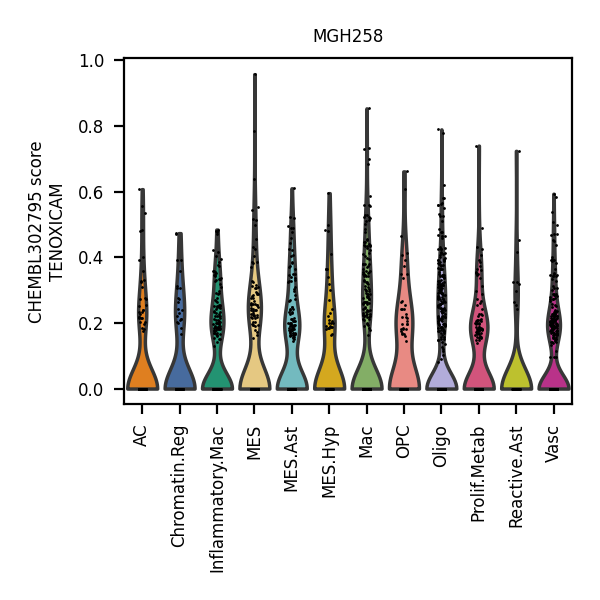 MGH258
CHEMBL302795 score
TENOXICAM
1.0
0.8
0.6
0.4
0.2
0.0
AC
Chromatin.Reg
Inflammatory.Mac
MES
MES.Ast
MES.Hyp
Mac
OPC
Oligo
Prolif.Metab
Reactive.Ast
Vasc